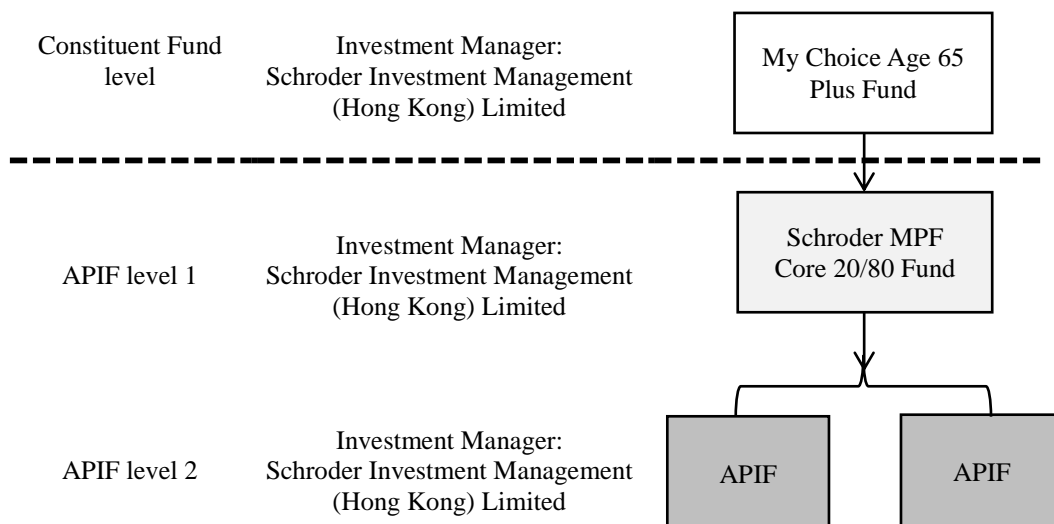 Constituent Fund
level
Investment Manager:
Schroder Investment Management
(Hong Kong) Limited
My Choice Age 65
Plus Fund
APIF level 1
Investment Manager:
Schroder Investment Management
(Hong Kong) Limited
Schroder MPF
Core 20/80 Fund
APIF level 2
Investment Manager:
Schroder Investment Management
(Hong Kong) Limited
APIF
APIF